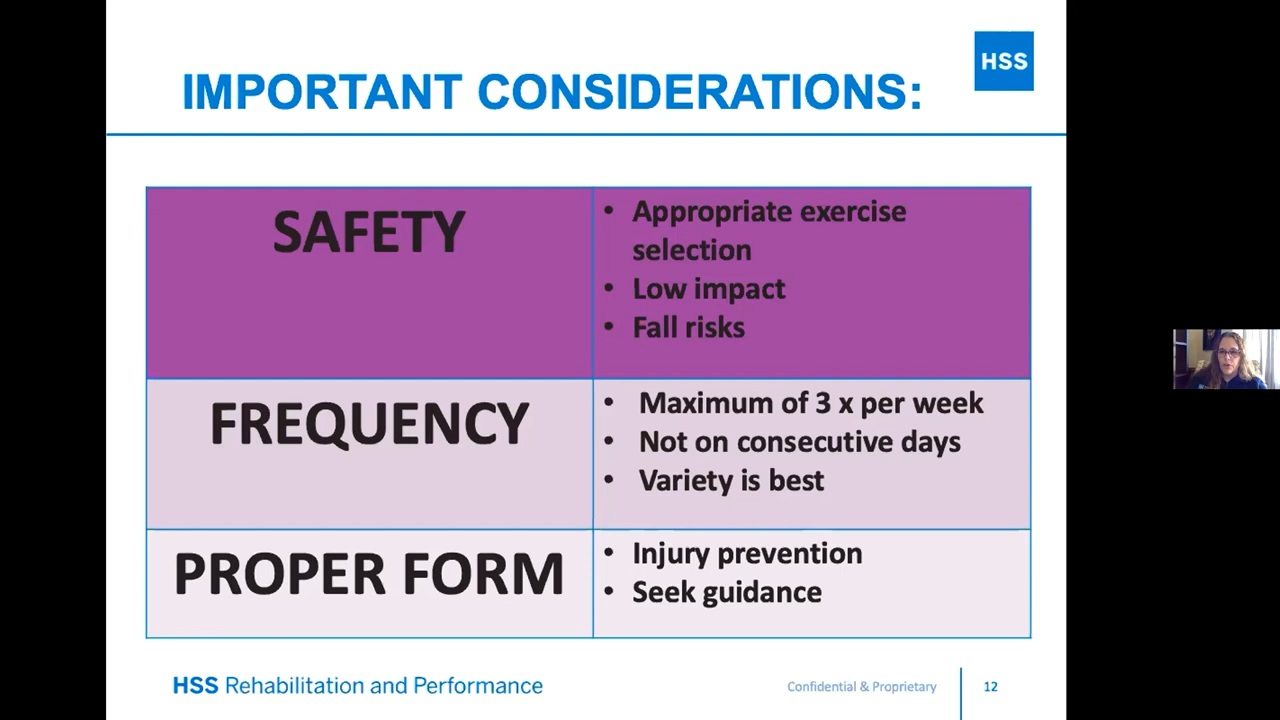 HSS
IMPORTANT CONSIDERATIONS:
SAFETY
• Appropriate exercise
selection
• Low impact
• Fall risks
FREQUENCY
• Maximum of 3 x per week
• Not on consecutive days
• Variety is best
PROPER FORM
• Injury prevention
• Seek guidance
HSS Rehabilitation and Performance
Confidential & Proprietary
12